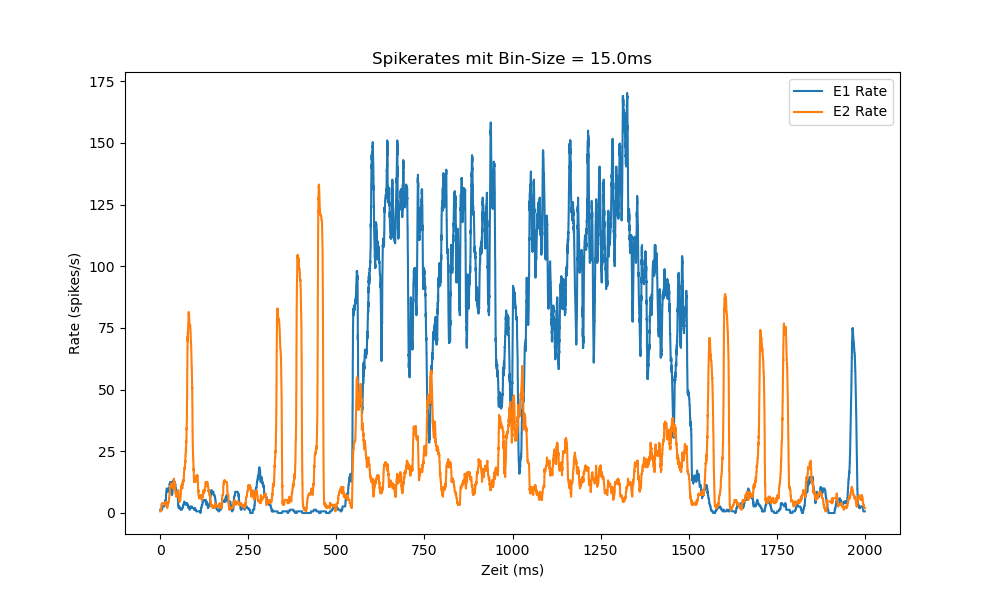 Spikerates mit Bin-Size = 15.0ms
E1 Rate
E2 Rate
175
150
125
100
75
50
25
0
Rate (spikes/s)
0 250 500 750 1000 1250 1500 1750 2000
Zeit (ms)